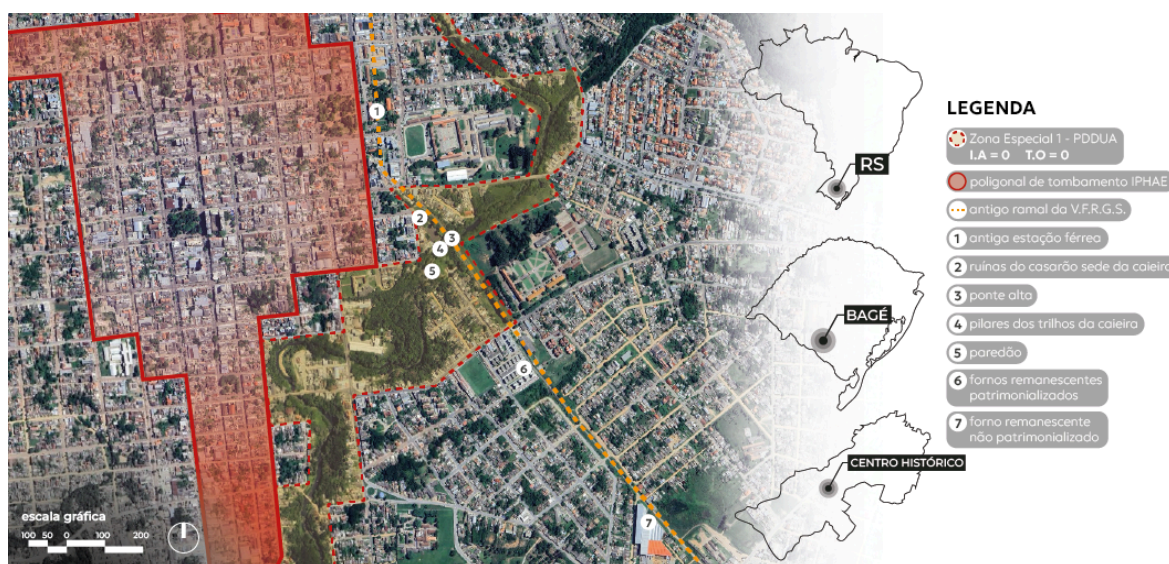 LEGENDA
Zona Especial 1 - PDDUA
I.A = 0 T.O = 0
poligonal de tombamento IPHAE
antigo ramal da V.F.R.G.S.
1 antiga estação férrea
2 ruínas do casarão sede da caieira
3 ponte alta
4 pilares dos trilhos da caieira
5 paredão
6 fornos remanescentes
patrimonializados
7 forno remanescente
não patrimonializado
RS
BAGÉ
CENTRO HISTÓRICO
1
2
3
4
5
6
7
escala gráfica
100 50 0 100 200